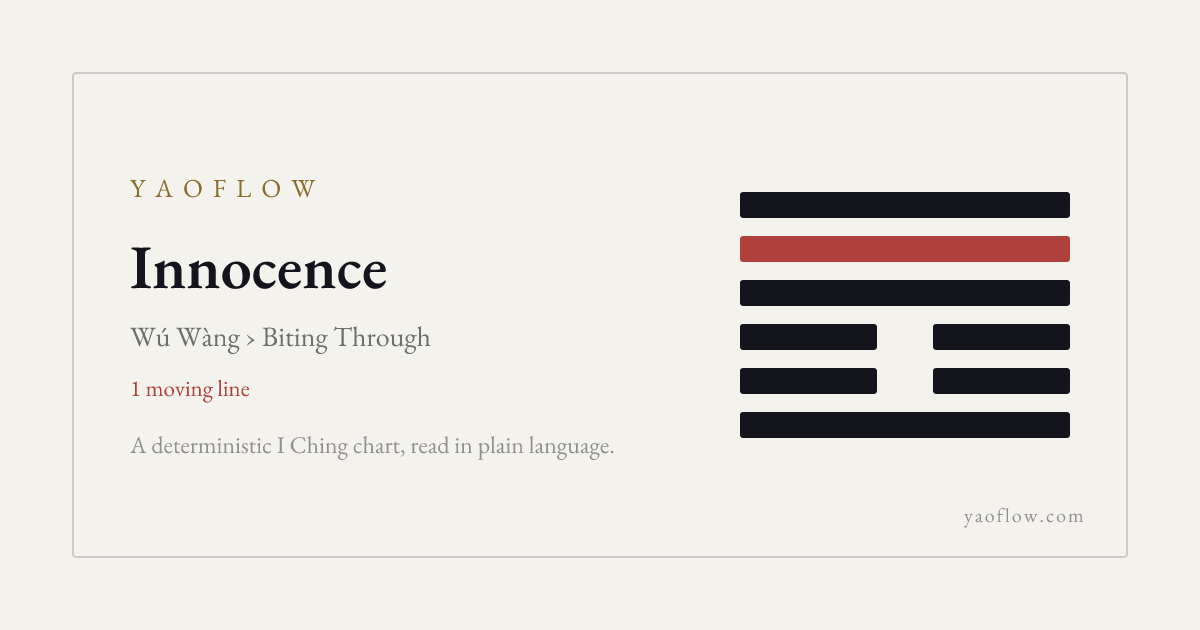 YAOFLOW
Innocence
Wú Wàng › Biting Through
1 moving line
A deterministic I Ching chart, read in plain language.
yaoflow.com